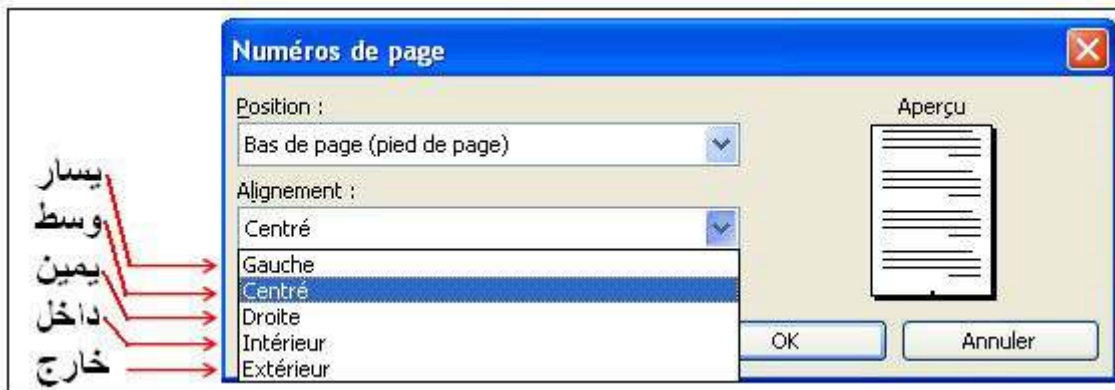 Numéros de page
Position :
Aperçu
Bas de page (pied de page)
Alignement :
Centré
يسار
Gauche
وسط
Centré
يمين
Droite
داخل
Intérieur
خارج
Extérieur
OK
Annuler